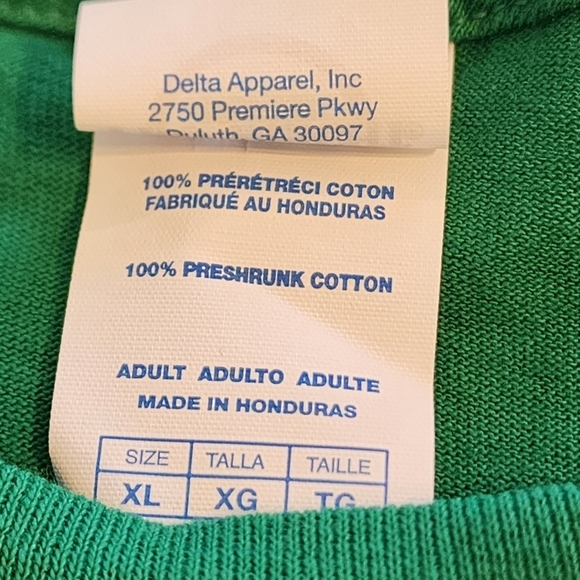 Delta Apparel, Inc
2750 Premiere Pkwy
Duluth, GA 30097
100% PRÉRÉTRÉCI COTON
FABRIQUÉ AU HONDURAS
100% PRESHRUNK COTTON
ADULT ADULTO ADULTE
MADE IN HONDURAS
SIZE TALLA TAILLE
XL XG TG